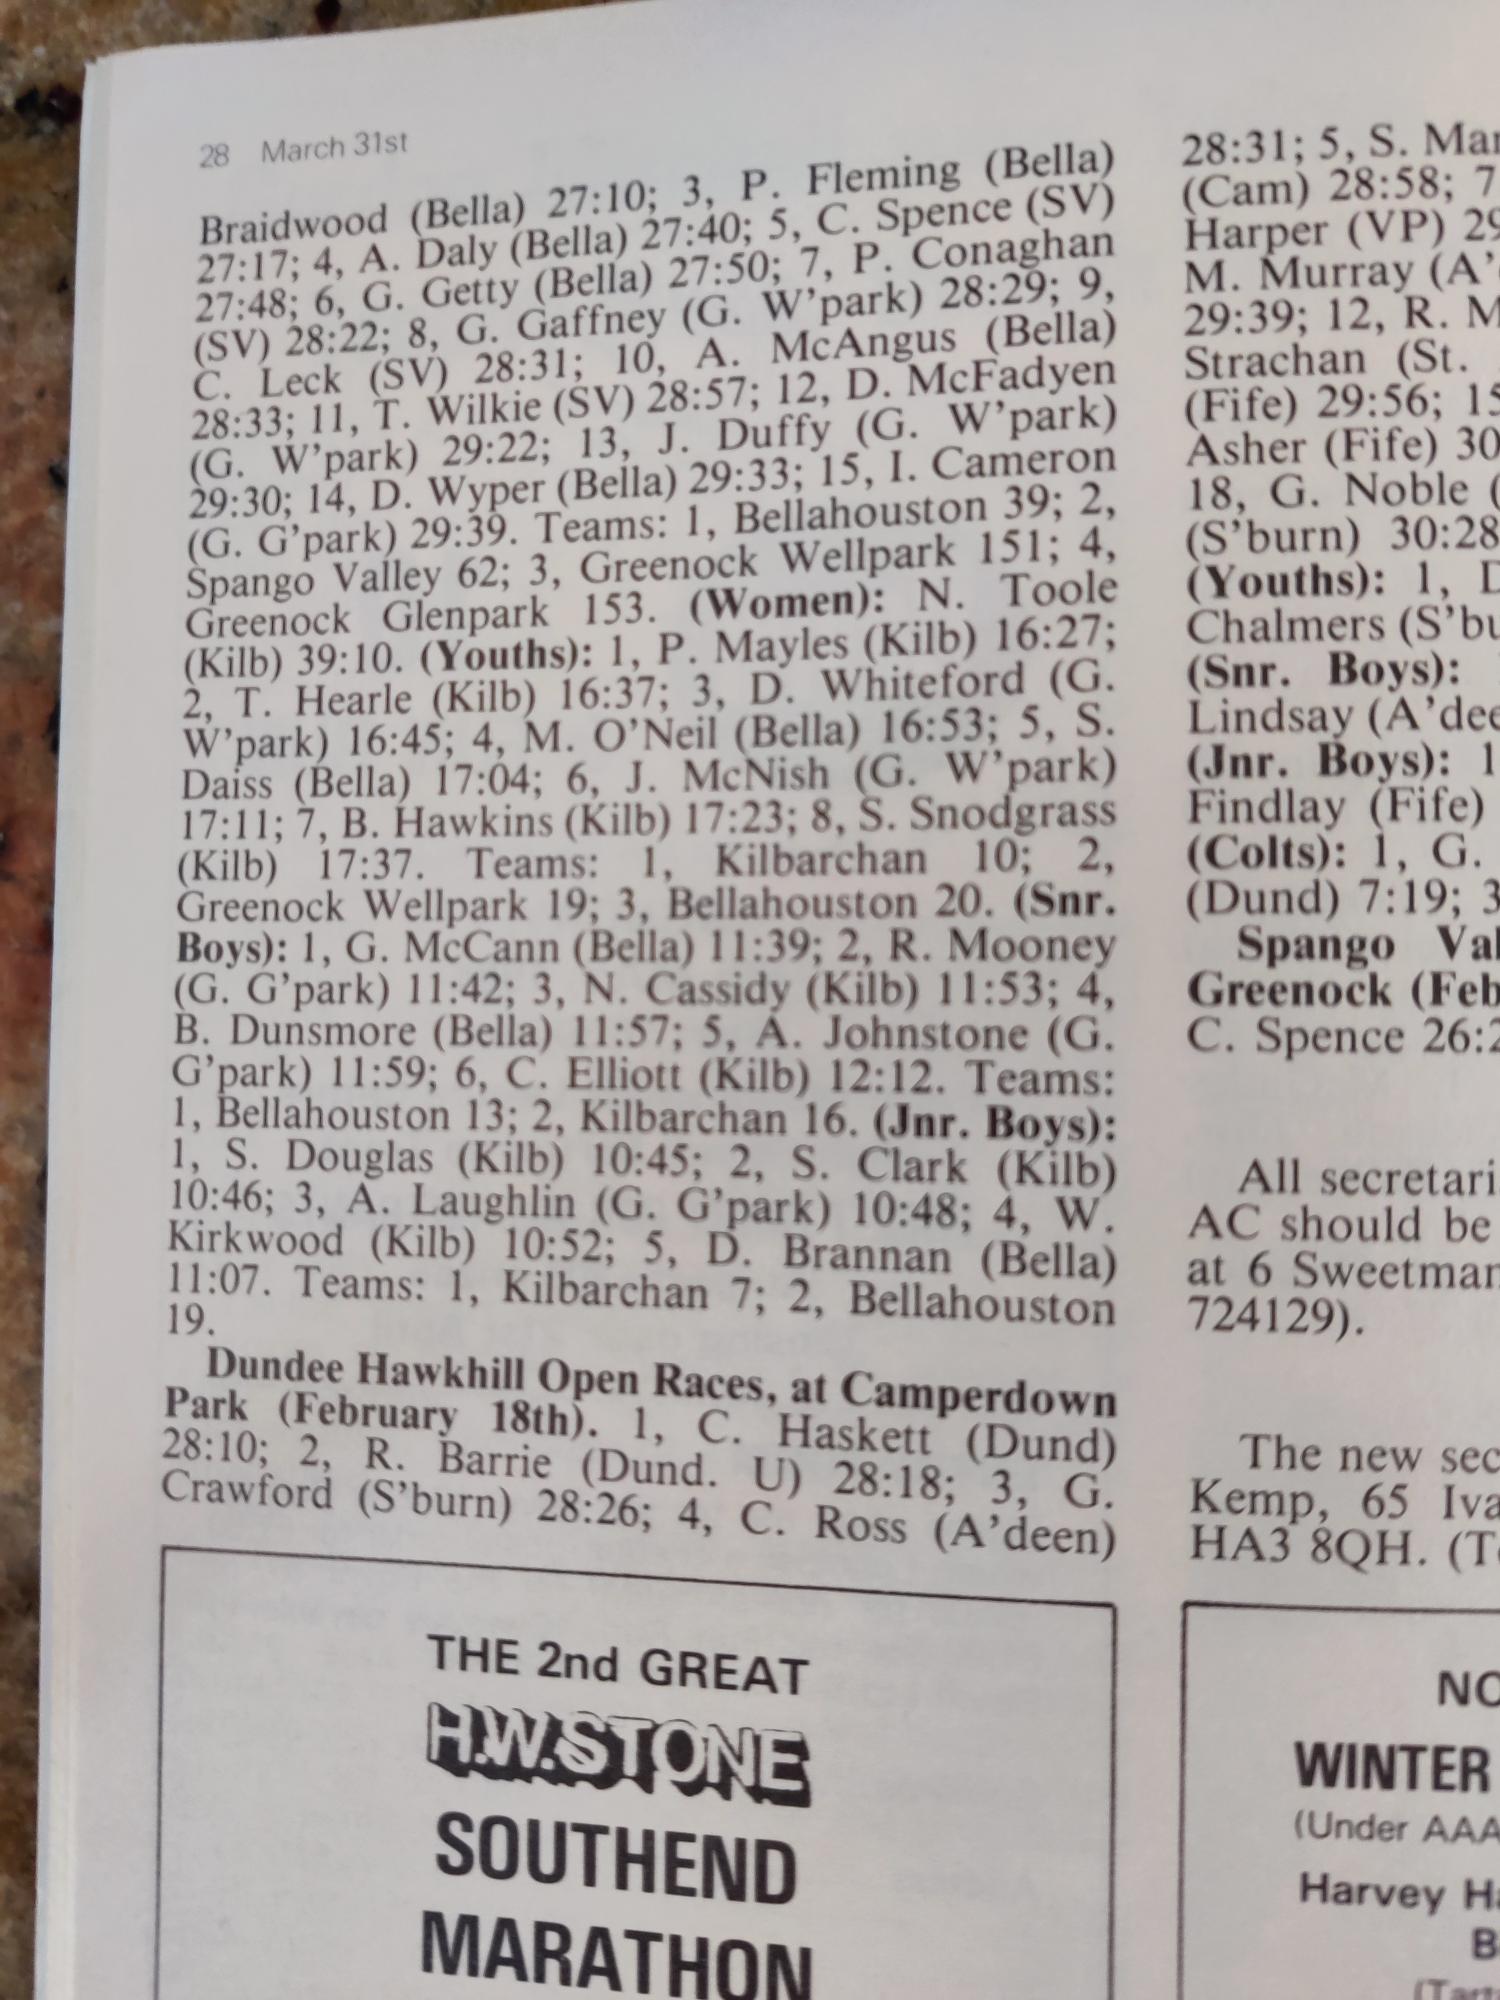 28 March 31st
Braidwood (Bella) 27:10; 3, P. Fleming (Bella)
27:17; 4, A. Daly (Bella) 27:40; 5, C. Spence (SV)
27:48; 6, G. Getty (Bella) 27:50; 7, P. Conaghan
(SV) 28:22; 8, G. Gaffney (G. W'park) 28:29; 9,
C. Leck (SV) 28:31; 10, A. McAngus (Bella)
28:33; 11, T. Wilkie (SV) 28:57; 12, D. McFadyen
(G. W'park) 29:22; 13, J. Duffy (G. W'park)
29:30; 14, D. Wyper (Bella) 29:33; 15, I. Cameron
(G. G'park) 29:39. Teams: 1, Bellahouston 39; 2,
Spango Valley 62; 3, Greenock Wellpark 151; 4,
Greenock Glenpark 153. (Women): N. Toole
(Kilb) 39:10. (Youths): 1, P. Mayles (Kilb) 16:27;
2, T. Hearle (Kilb) 16:37; 3, D. Whiteford (G.
W'park) 16:45; 4, M. O'Neil (Bella) 16:53; 5, S.
Daiss (Bella) 17:04; 6, J. McNish (G. W'park)
17:11; 7, B. Hawkins (Kilb) 17:23; 8, S. Snodgrass
(Kilb) 17:37. Teams: 1, Kilbarchan 10; 2,
Greenock Wellpark 19; 3, Bellahouston 20. (Snr.
Boys): 1, G. McCann (Bella) 11:39; 2, R. Mooney
(G. G'park) 11:42; 3, N. Cassidy (Kilb) 11:53; 4,
B. Dunsmore (Bella) 11:57; 5, A. Johnstone (G.
G'park) 11:59; 6, C. Elliott (Kilb) 12:12. Teams:
1, Bellahouston 13; 2, Kilbarchan 16. (Jnr. Boys):
1, S. Douglas (Kilb) 10:45; 2, S. Clark (Kilb)
10:46; 3, A. Laughlin (G. G'park) 10:48; 4, W.
Kirkwood (Kilb) 10:52; 5, D. Brannan (Bella)
11:07. Teams: 1, Kilbarchan 7; 2, Bellahouston
19.
Dundee Hawkhill Open Races, at Camperdown
Park (February 18th). 1, C. Haskett (Dund)
28:10; 2, R. Barrie (Dund. U) 28:18; 3, G.
Crawford (S'burn) 28:26; 4, C. Ross (A'deen)
THE 2nd GREAT
H.W.STONE
SOUTHEND
MARATHON
28:31; 5, S.
(Cam) 28:58; 7
Harper (VP)
M. Murray
29:39; 12, R.
Strachan (St.
(Fife) 29:56;
Asher (Fife)
18, G. Noble
(S'burn) 30:28
(Youths): 1,
Chalmers
(Snr. Boys):
Lindsay
(Jnr. Boys): 1
Findlay (Fife)
(Colts): 1, G.
(Dund) 7:19; 3
Spango
Greenock
C. Spence
All
AC should be
at 6
724129).
The new
Kemp, 65
HA3 8QH.
WINTER
(Under
Harvey